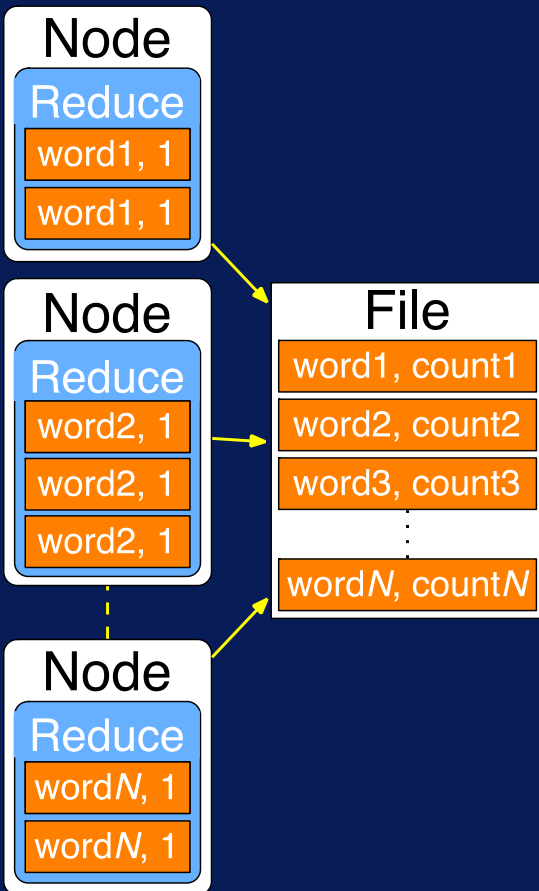 Node
Reduce
word1, 1
word1, 1
Node
Reduce
word2, 1
word2, 1
word2, 1
Node
Reduce
wordN, 1
wordN, 1
File
word1, count1
word2, count2
word3, count3
wordN, countN